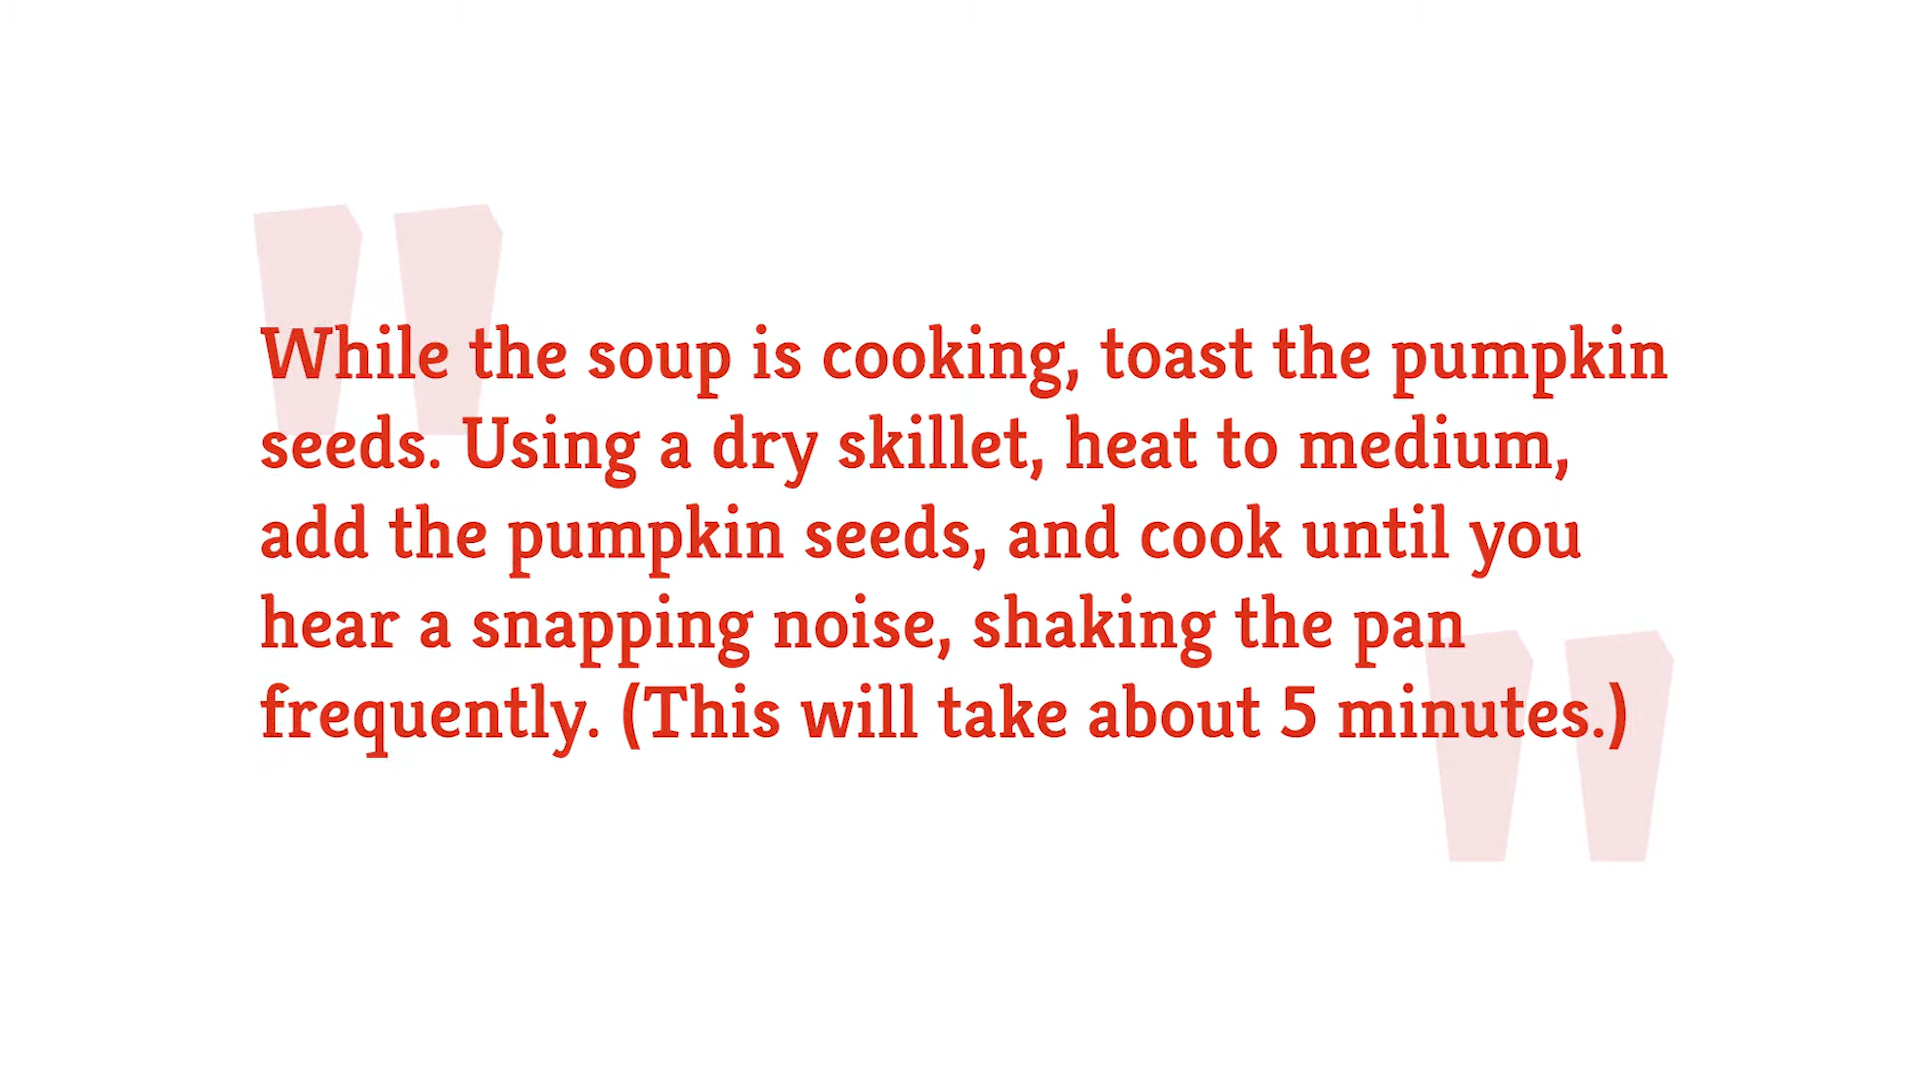 While the soup is cooking, toast the pumpkin
seeds. Using a dry skillet, heat to medium,
add the pumpkin seeds, and cook until you
hear a snapping noise, shaking the pan
frequently. (This will take about 5 minutes.)